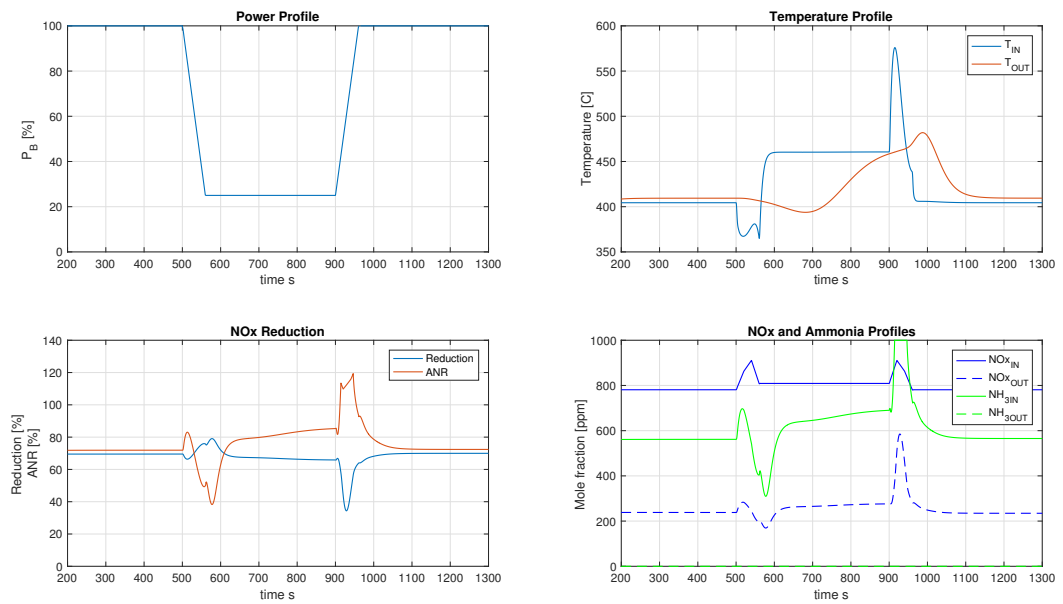 Power Profile
100
80
60
40
20
0
P_B [%]
200 300 400 500 600 700 800 900 1000 1100 1200 1300
time s
Temperature Profile
600
550
500
450
400
350
Temperature [C]
T_IN
T_OUT
200 300 400 500 600 700 800 900 1000 1100 1200 1300
time s
NOx Reduction
140
120
100
80
60
40
20
0
Reduction [%]
ANR [%]
Reduction
ANR
200 300 400 500 600 700 800 900 1000 1100 1200 1300
time s
NOx and Ammonia Profiles
1000
800
600
400
200
0
Mole fraction [ppm]
NOx_IN
NOx_OUT
NH_3IN
NH_3OUT
200 300 400 500 600 700 800 900 1000 1100 1200 1300
time s